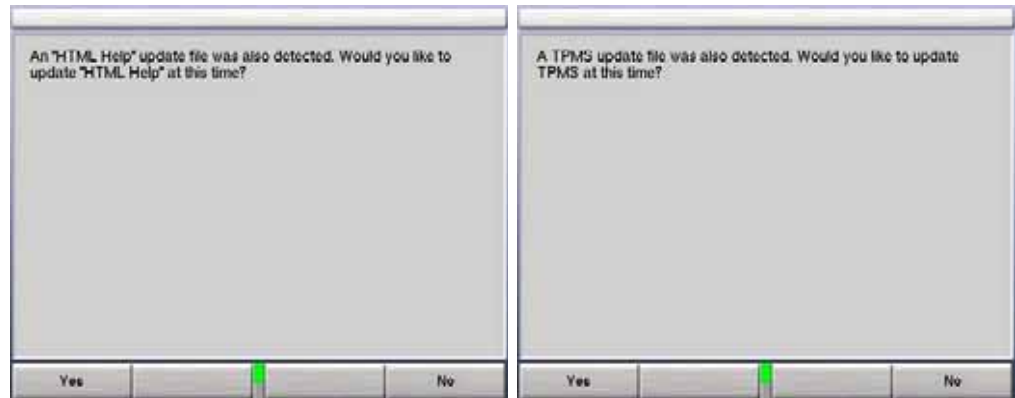 An "HTML Help" update file was also detected. Would you like to
update "HTML Help" at this time?
Yes
No
A TPMS update file was also detected. Would you like to update
TPMS at this time?
Yes
No